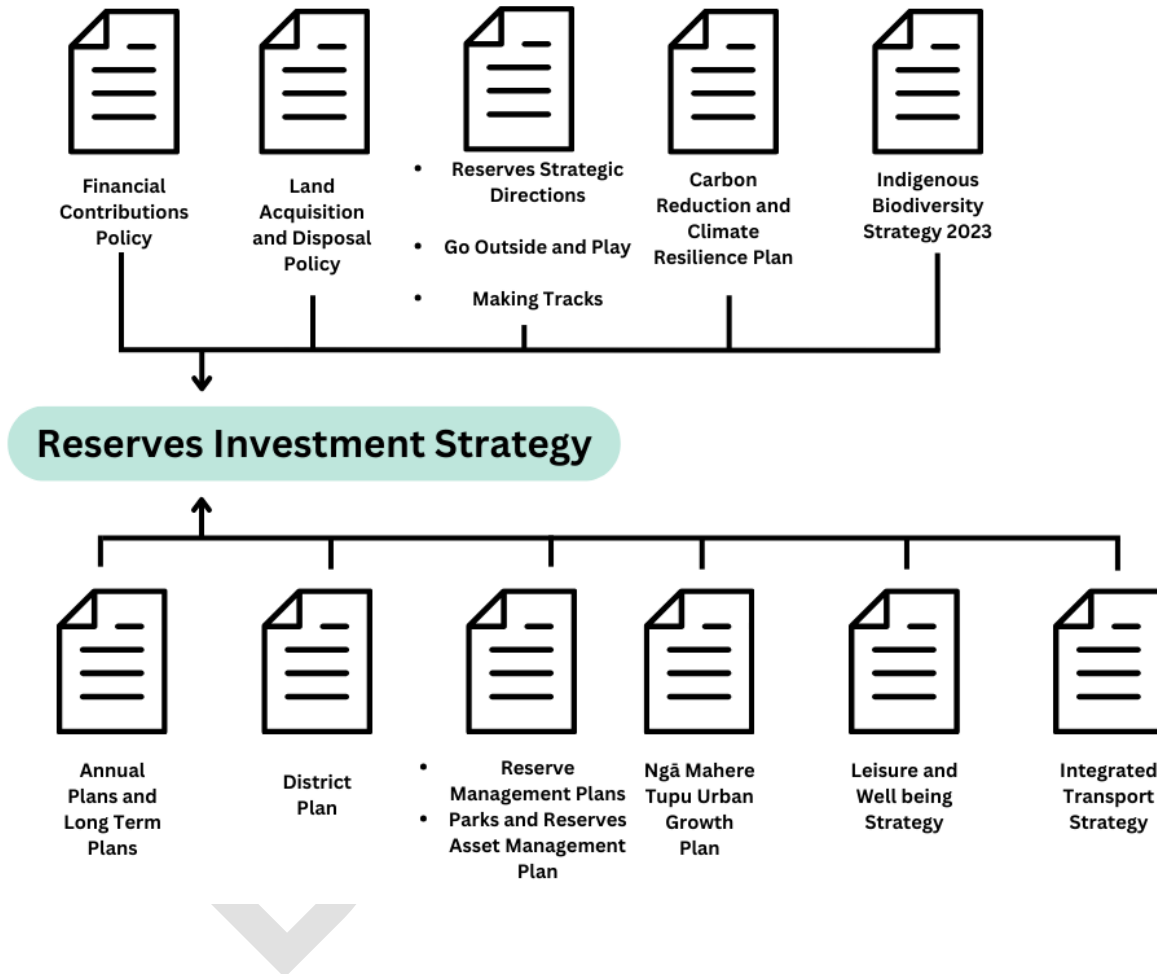 Financial
Contributions
Policy
Land
Acquisition
and Disposal
Policy
• Reserves Strategic
Directions
• Go Outside and Play
• Making Tracks
Carbon
Reduction and
Climate
Resilience Plan
Indigenous
Biodiversity
Strategy 2023
Reserves Investment Strategy
Annual
Plans and
Long Term
Plans
District
Plan
• Reserve
Management Plans
• Parks and Reserves
Asset Management
Plan
Ngā Mahere
Tupu Urban
Growth
Plan
Leisure and
Well being
Strategy
Integrated
Transport
Strategy